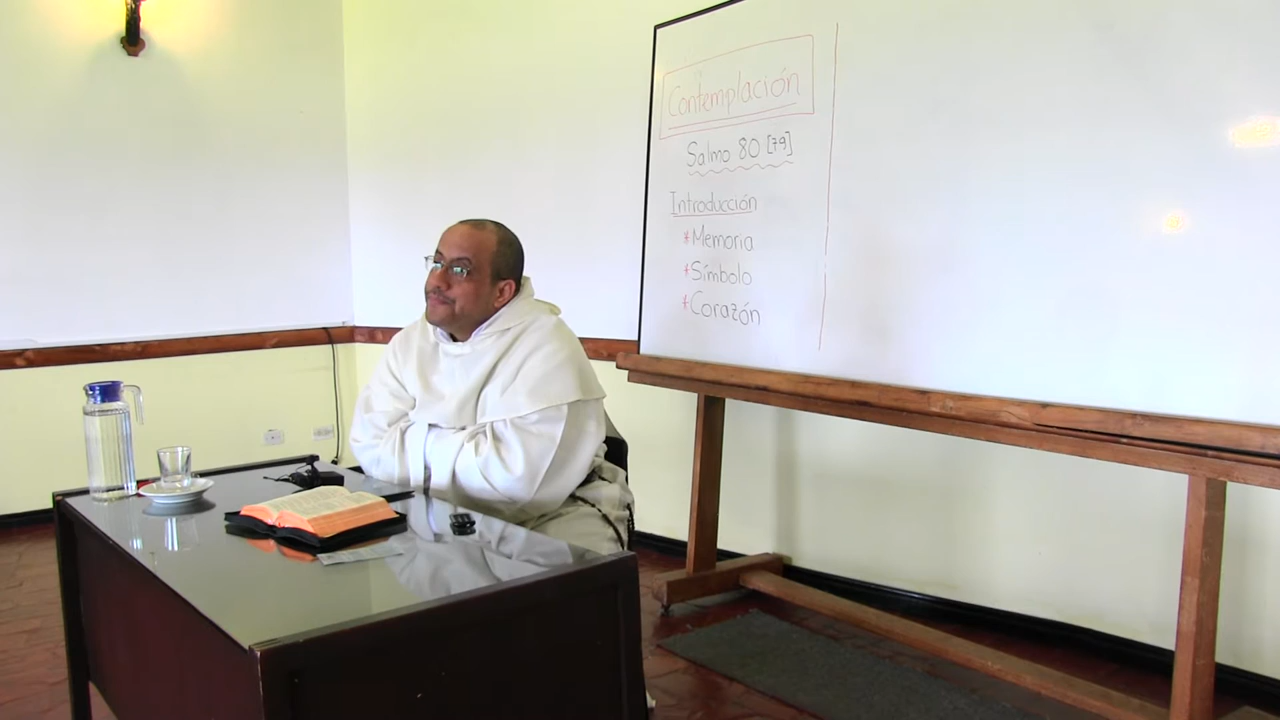 Contemplación
Salmo 80 [79]
Introducción
*Memoria
*Símbolo
*Corazón